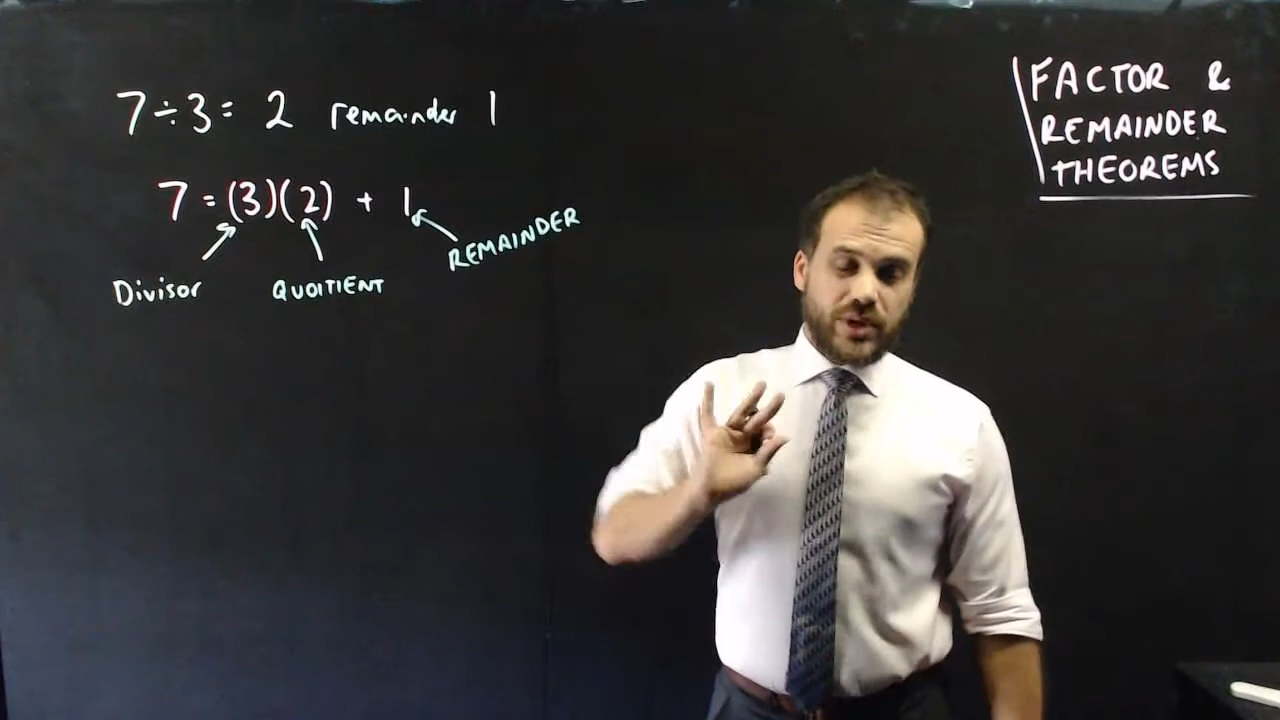 7 ÷ 3 = 2 remainder 1
7 = (3)(2) + 1
REMAINDER
Divisor
QUOITIENT
FACTOR &
REMAINDER
THEOREMS